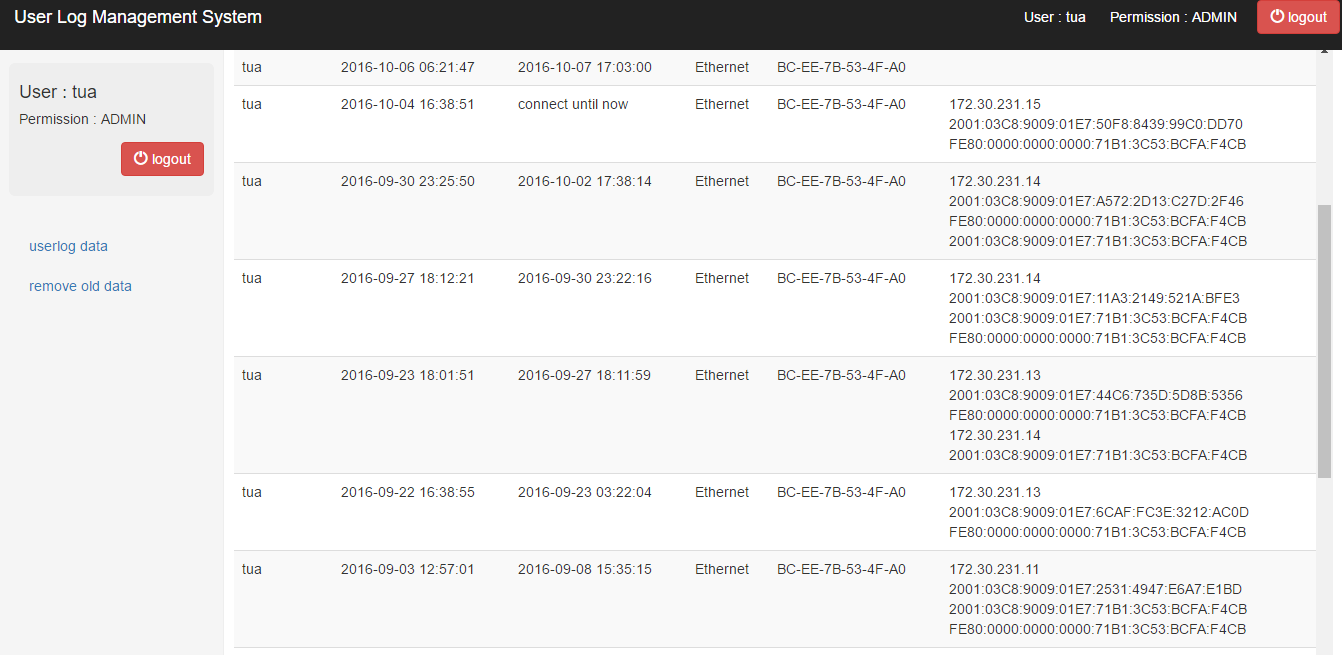 User Log Management System User : tua Permission : ADMIN logout
User : tua
Permission : ADMIN
logout
userlog data
remove old data
tua 2016-10-06 06:21:47 2016-10-07 17:03:00 Ethernet BC-EE-7B-53-4F-A0
tua 2016-10-04 16:38:51 connect until now Ethernet BC-EE-7B-53-4F-A0 172.30.231.15
2001:03C8:9009:01E7:50F8:8439:99C0:DD70
FE80:0000:0000:0000:71B1:3C53:BCFA:F4CB
tua 2016-09-30 23:25:50 2016-10-02 17:38:14 Ethernet BC-EE-7B-53-4F-A0 172.30.231.14
2001:03C8:9009:01E7:A572:2D13:C27D:2F46
FE80:0000:0000:0000:71B1:3C53:BCFA:F4CB
2001:03C8:9009:01E7:71B1:3C53:BCFA:F4CB
tua 2016-09-27 18:12:21 2016-09-30 23:22:16 Ethernet BC-EE-7B-53-4F-A0 172.30.231.14
2001:03C8:9009:01E7:11A3:2149:521A:BFE3
2001:03C8:9009:01E7:71B1:3C53:BCFA:F4CB
FE80:0000:0000:0000:71B1:3C53:BCFA:F4CB
tua 2016-09-23 18:01:51 2016-09-27 18:11:59 Ethernet BC-EE-7B-53-4F-A0 172.30.231.13
2001:03C8:9009:01E7:44C6:735D:5D8B:5356
FE80:0000:0000:0000:71B1:3C53:BCFA:F4CB
172.30.231.14
2001:03C8:9009:01E7:71B1:3C53:BCFA:F4CB
tua 2016-09-22 16:38:55 2016-09-23 03:22:04 Ethernet BC-EE-7B-53-4F-A0 172.30.231.13
2001:03C8:9009:01E7:6CAF:FC3E:3212:AC0D
FE80:0000:0000:0000:71B1:3C53:BCFA:F4CB
tua 2016-09-03 12:57:01 2016-09-08 15:35:15 Ethernet BC-EE-7B-53-4F-A0 172.30.231.11
2001:03C8:9009:01E7:2531:4947:E6A7:E1BD
2001:03C8:9009:01E7:71B1:3C53:BCFA:F4CB
FE80:0000:0000:0000:71B1:3C53:BCFA:F4CB